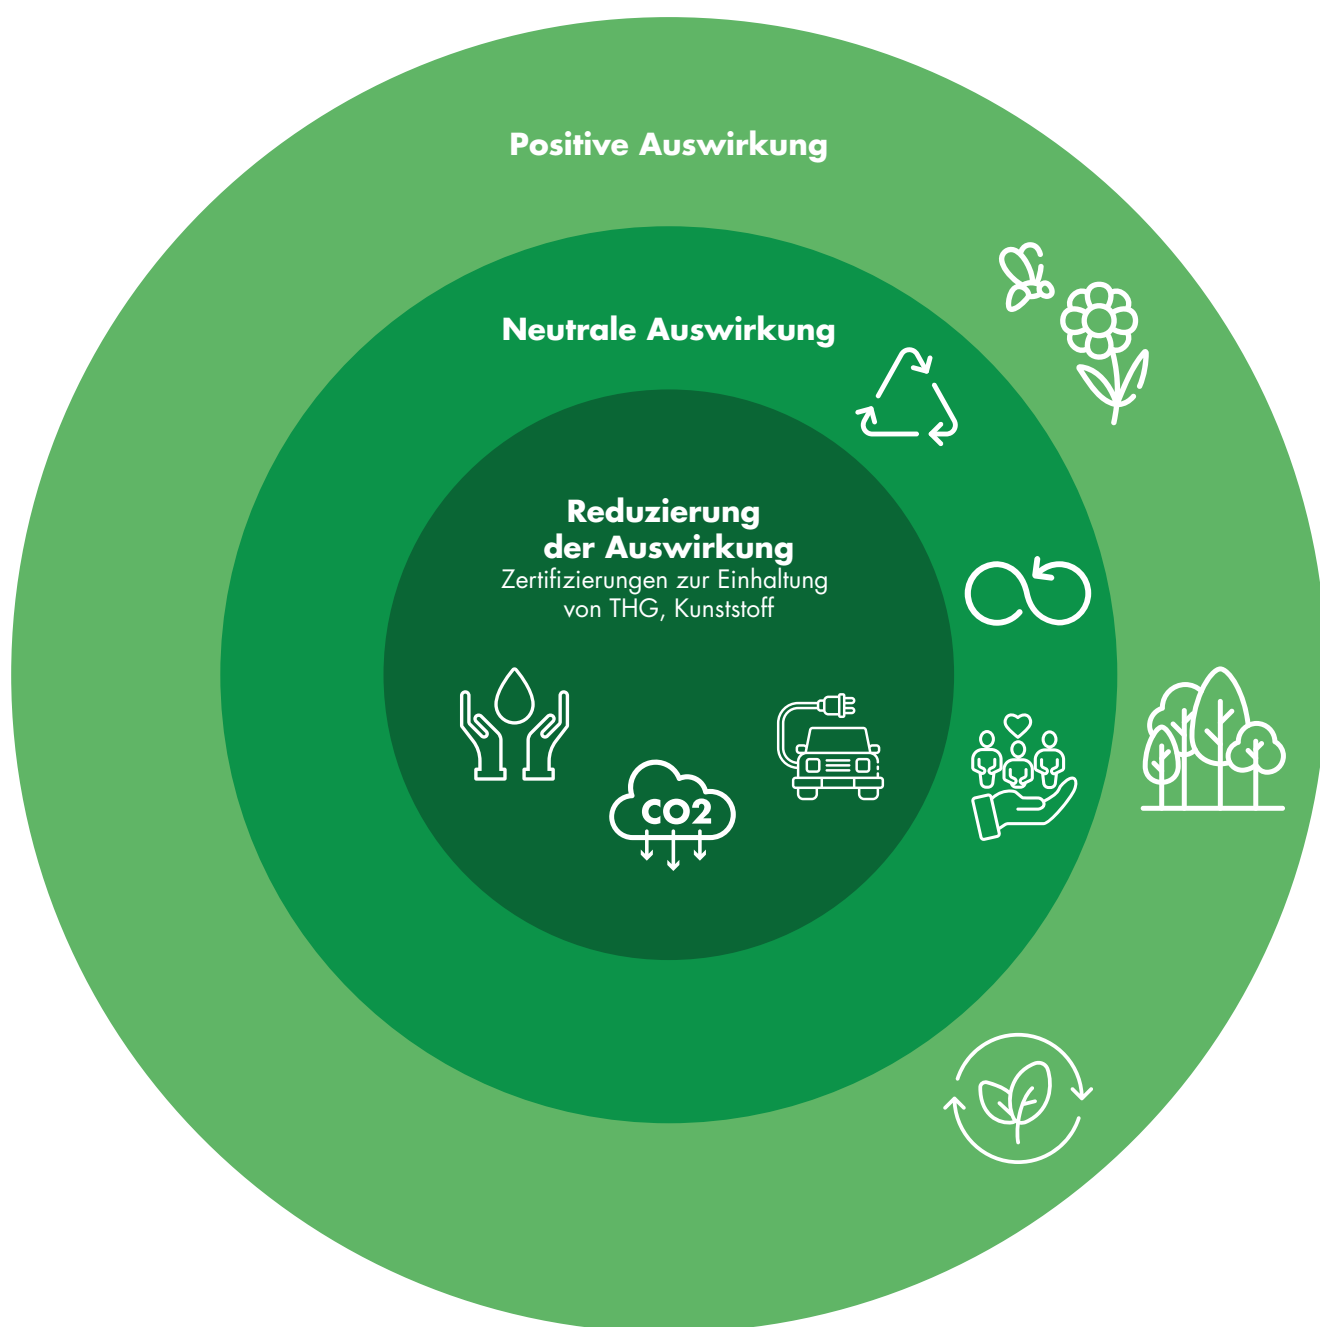 Positive Auswirkung
Neutrale Auswirkung
Reduzierung
der Auswirkung
Zertifizierungen zur Einhaltung
von THG, Kunststoff
CO2